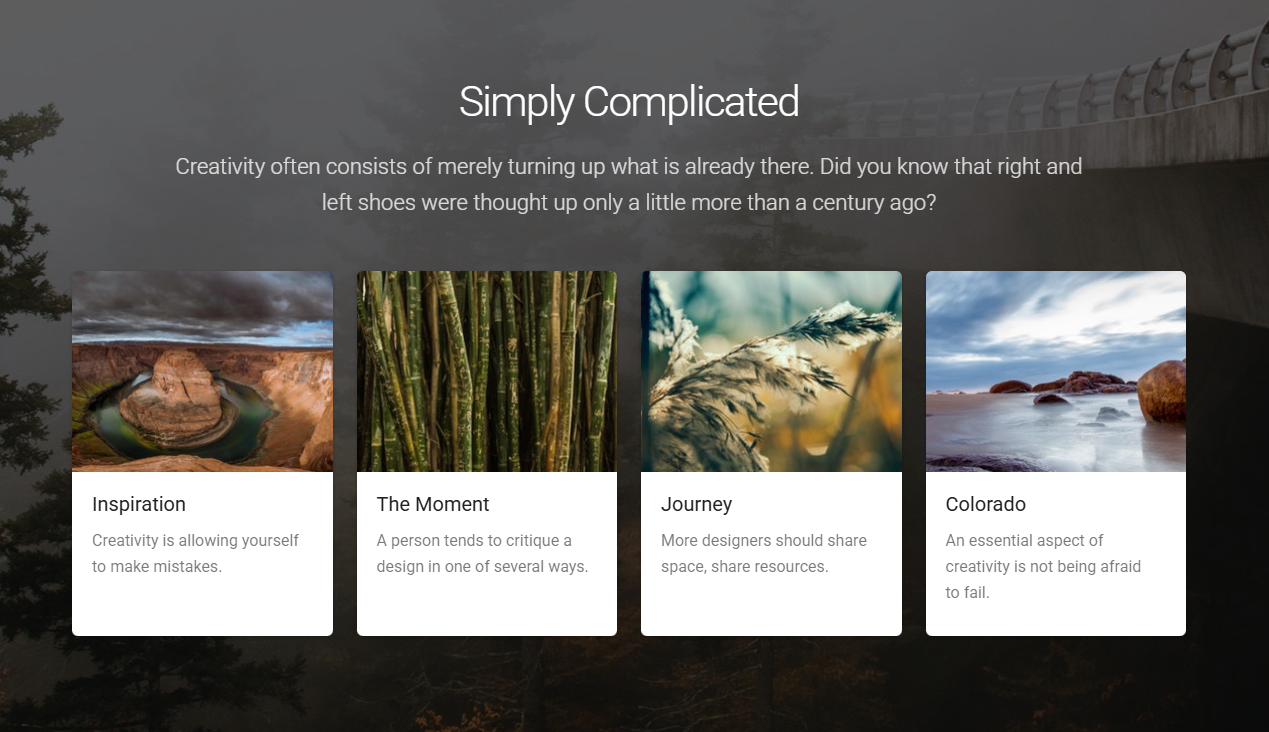 Simply Complicated
Creativity often consists of merely turning up what is already there. Did you know that right and
left shoes were thought up only a little more than a century ago?
Inspiration
Creativity is allowing yourself
to make mistakes.
The Moment
A person tends to critique a
design in one of several ways.
Journey
More designers should share
space, share resources.
Colorado
An essential aspect of
creativity is not being afraid
to fail.